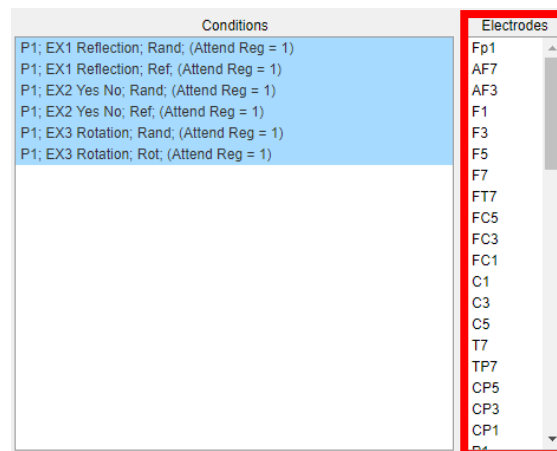 Conditions
P1; EX1 Reflection; Rand; (Attend Reg = 1)
P1; EX1 Reflection; Ref; (Attend Reg = 1)
P1; EX2 Yes No; Rand; (Attend Reg = 1)
P1; EX2 Yes No; Ref; (Attend Reg = 1)
P1; EX3 Rotation; Rand; (Attend Reg = 1)
P1; EX3 Rotation; Rot; (Attend Reg = 1)
Electrodes
Fp1
AF7
AF3
F1
F3
F5
F7
FT7
FC5
FC3
FC1
C1
C3
C5
T7
TP7
CP5
CP3
CP1